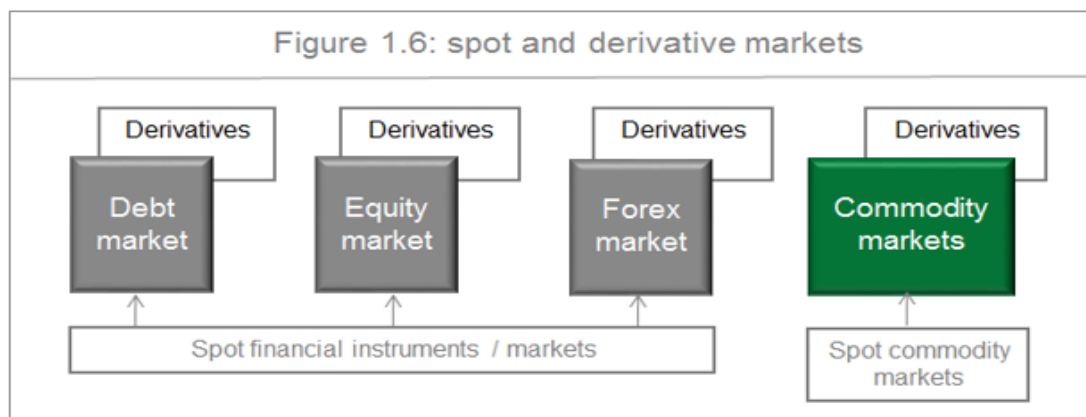 Figure 1.6: spot and derivative markets
Derivatives
Derivatives
Derivatives
Derivatives
Debt
market
Equity
market
Forex
market
Commodity
markets
Spot financial instruments / markets
Spot commodity
markets